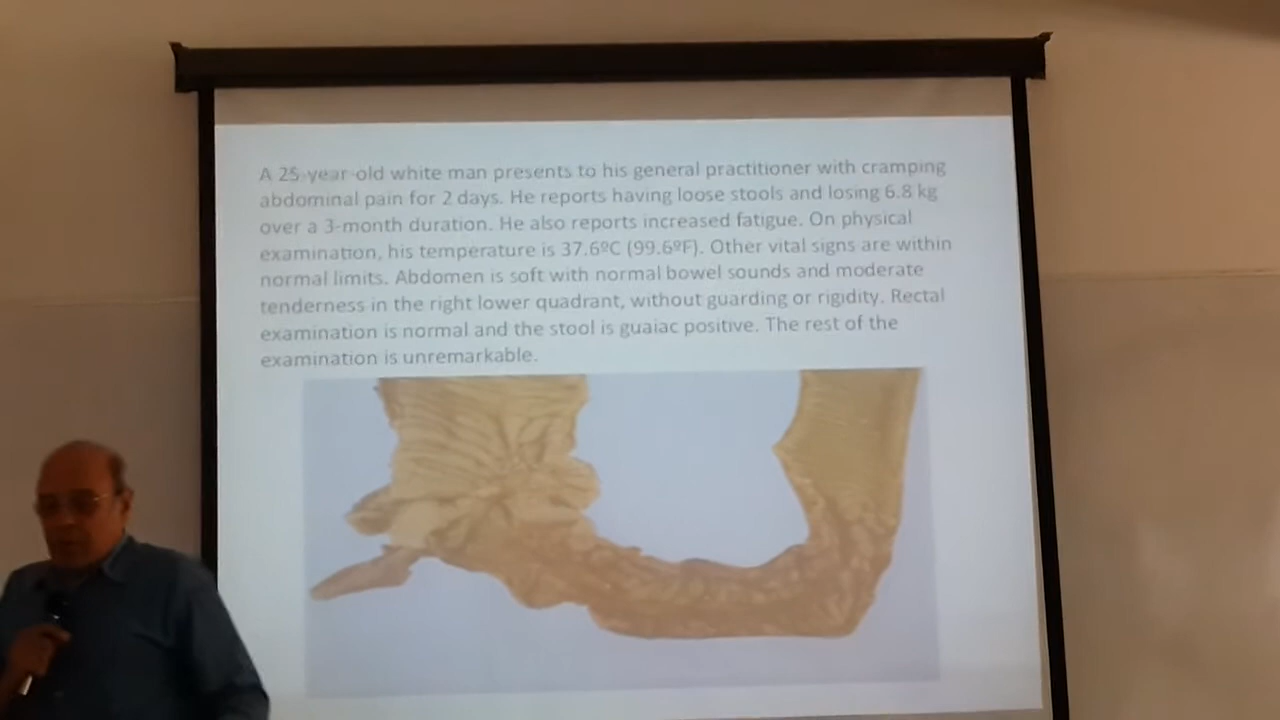 A 25-year-old white man presents to his general practitioner with cramping
abdominal pain for 2 days. He reports having loose stools and losing 6.8 kg
over a 3-month duration. He also reports increased fatigue. On physical
examination, his temperature is 37.6ºC (99.6ºF). Other vital signs are within
normal limits. Abdomen is soft with normal bowel sounds and moderate
tenderness in the right lower quadrant, without guarding or rigidity. Rectal
examination is normal and the stool is guaiac positive. The rest of the
examination is unremarkable.